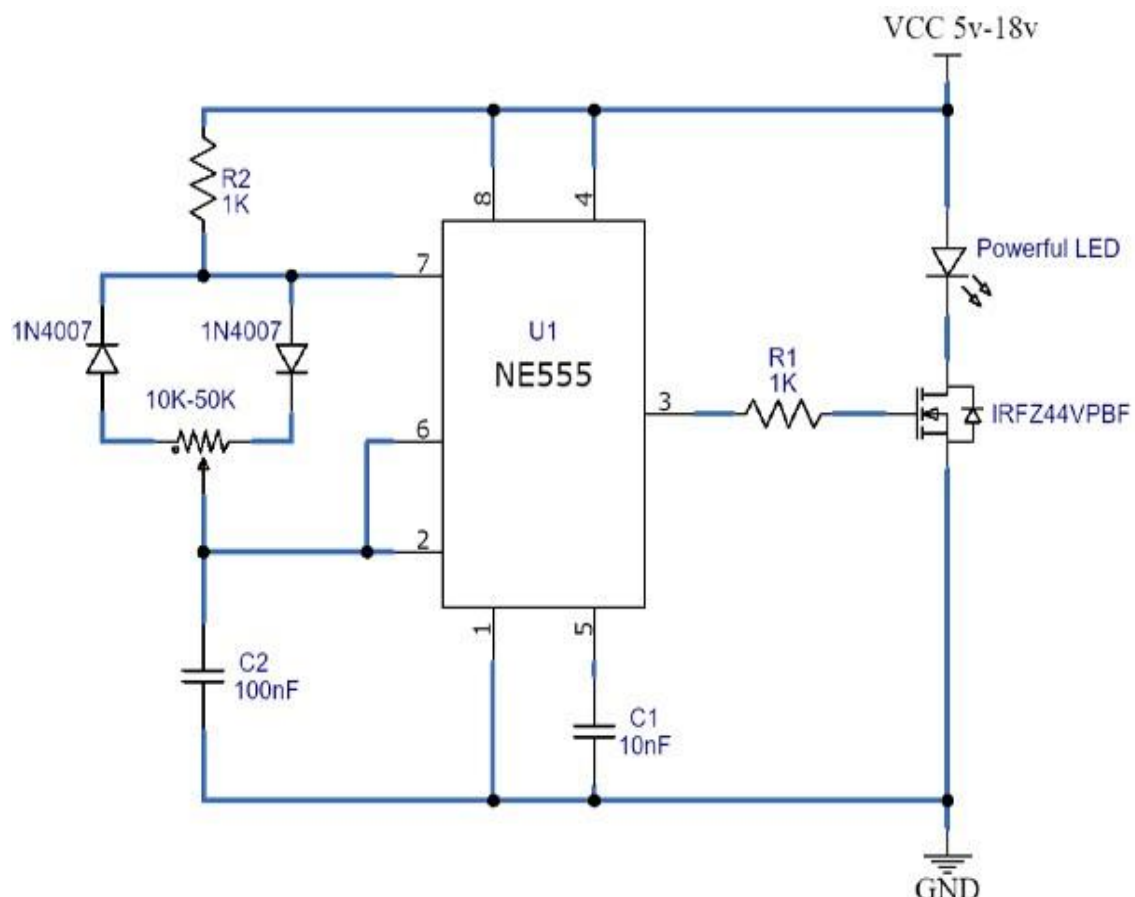 VCC 5v-18v
R2
1K
8
4
7
Powerful LED
1N4007
1N4007
U1
NE555
10K-50K
R1
1K
3
IRFZ44VPBF
6
2
1
5
C2
100nF
C1
10nF
GND